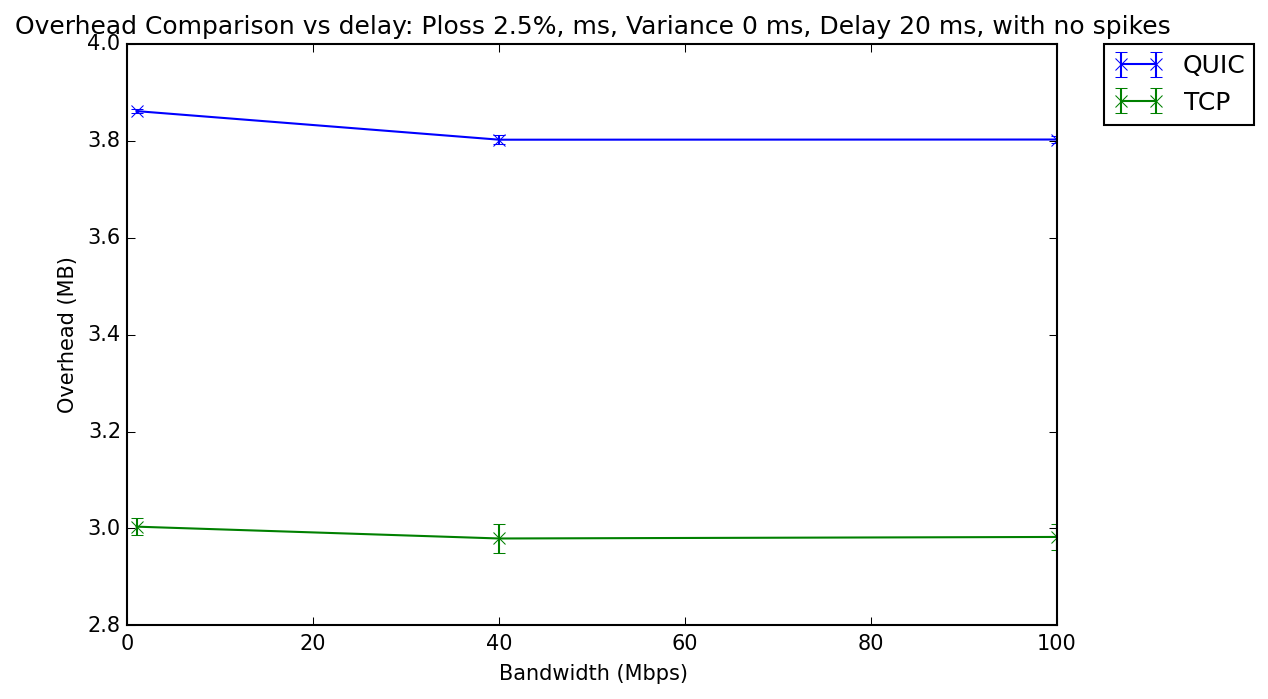 Overhead Comparison vs delay: Ploss 2.5%, ms, Variance 0 ms, Delay 20 ms, with no spikes
QUIC
TCP
4.0
3.8
3.6
3.4
3.2
3.0
2.8
Overhead (MB)
0 20 40 60 80 100
Bandwidth (Mbps)